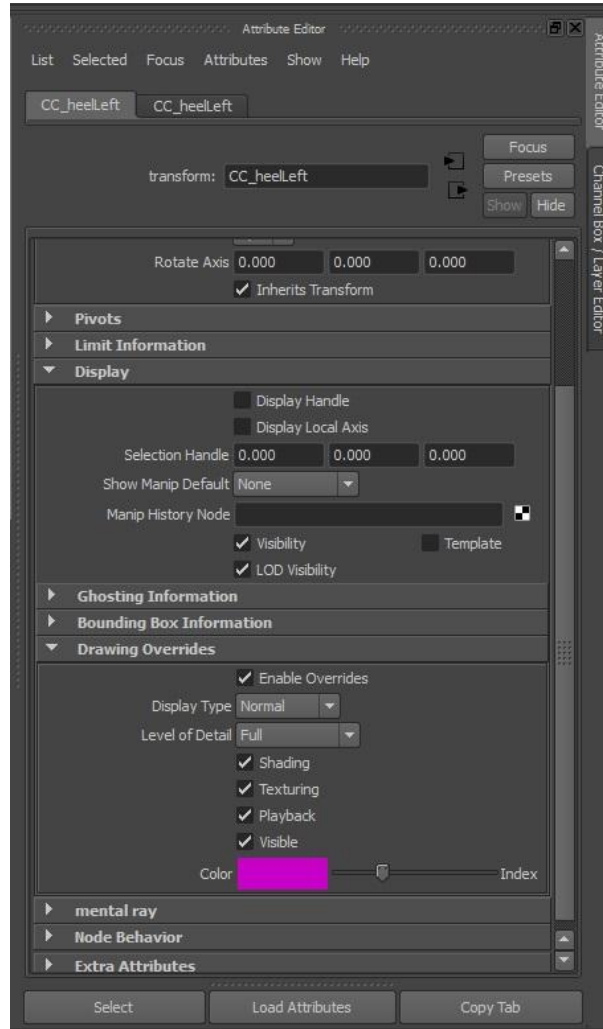 Attribute Editor
List Selected Focus Attributes Show Help
CC_heelLeft CC_heelLeft
Focus
transform: CC_heelLeft Presets
Show Hide
Rotate Axis 0.000 0.000 0.000
Inherits Transform
Pivots
Limit Information
Display
Display Handle
Display Local Axis
Selection Handle 0.000 0.000 0.000
Show Manip Default None
Manip History Node
Visibility Template
LOD Visibility
Ghosting Information
Bounding Box Information
Drawing Overrides
Enable Overrides
Display Type Normal
Level of Detail Full
Shading
Texturing
Playback
Visible
Color Index
mental ray
Node Behavior
Extra Attributes
Select Load Attributes Copy Tab
Attribute Editor
Channel Box / Layer Editor